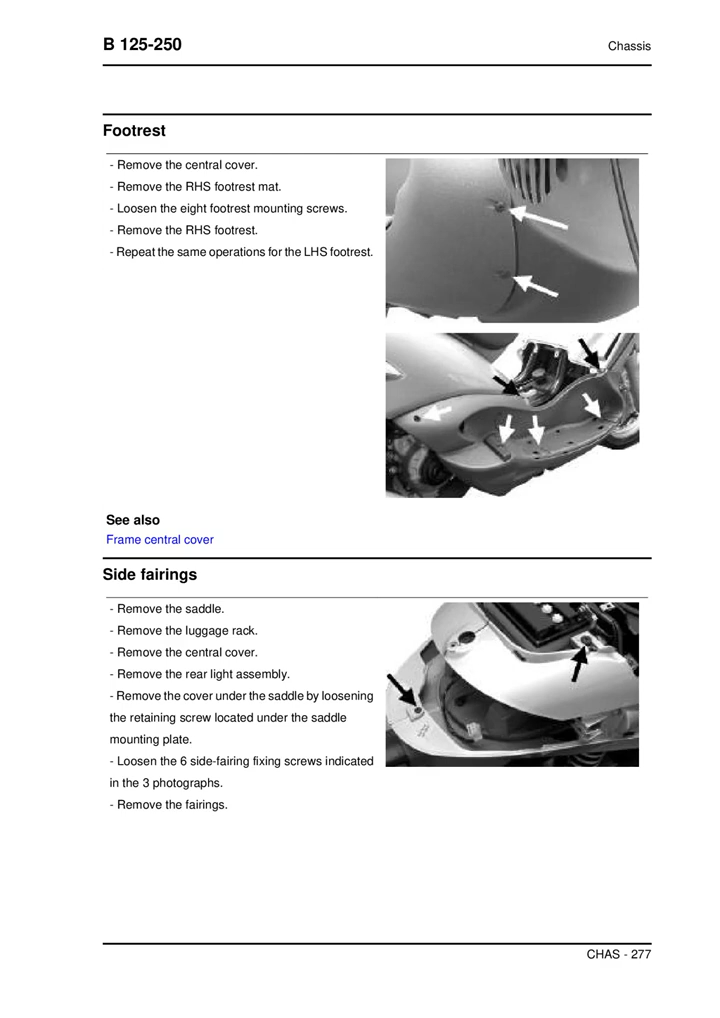 B 125-250
Chassis
Footrest
- Remove the central cover.
- Remove the RHS footrest mat.
- Loosen the eight footrest mounting screws.
- Remove the RHS footrest.
- Repeat the same operations for the LHS footrest.
See also
Frame central cover
Side fairings
- Remove the saddle.
- Remove the luggage rack.
- Remove the central cover.
- Remove the rear light assembly.
- Remove the cover under the saddle by loosening
the retaining screw located under the saddle
mounting plate.
- Loosen the 6 side-fairing fixing screws indicated
in the 3 photographs.
- Remove the fairings.
CHAS - 277